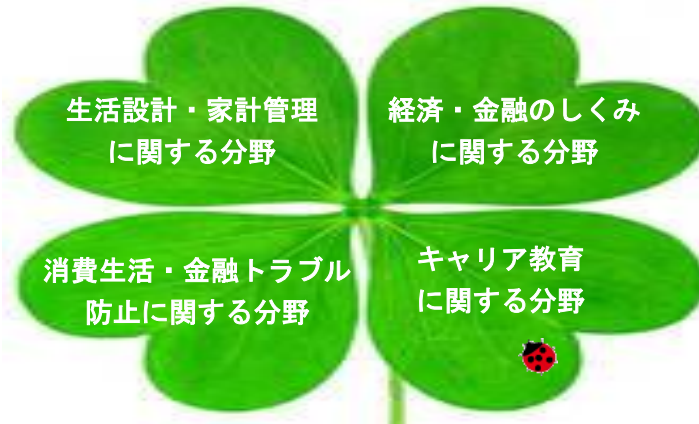 生活設計・家計管理
に関する分野
経済・金融のしくみ
に関する分野
消費生活・金融トラブル
防止に関する分野
キャリア教育
に関する分野